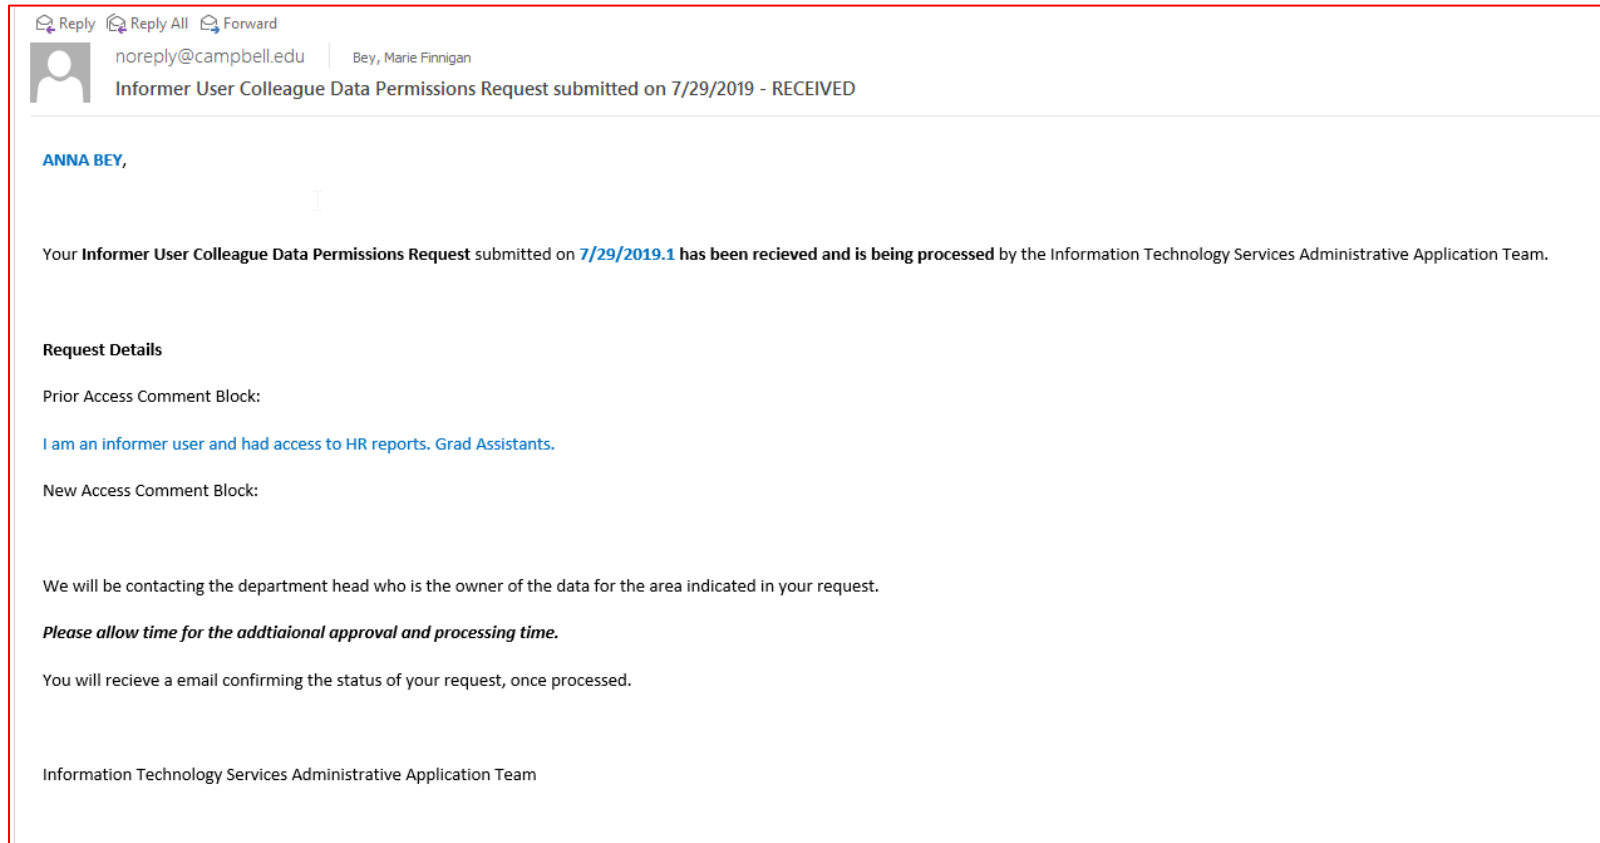 Reply Reply All Forward
noreply@campbell.edu Bey, Marie Finnigan
Informer User Colleague Data Permissions Request submitted on 7/29/2019 - RECEIVED
ANNA BEY,
Your Informer User Colleague Data Permissions Request submitted on 7/29/2019.1 has been recieved and is being processed by the Information Technology Services Administrative Application Team.
Request Details
Prior Access Comment Block:
I am an informer user and had access to HR reports. Grad Assistants.
New Access Comment Block:
We will be contacting the department head who is the owner of the data for the area indicated in your request.
Please allow time for the addtiaional approval and processing time.
You will recieve a email confirming the status of your request, once processed.
Information Technology Services Administrative Application Team